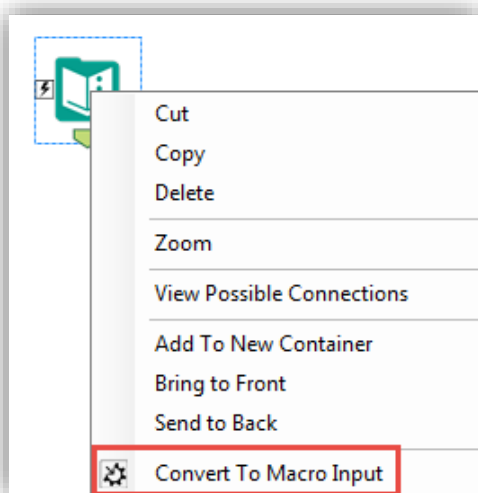 Cut
Copy
Delete
Zoom
View Possible Connections
Add To New Container
Bring to Front
Send to Back
Convert To Macro Input